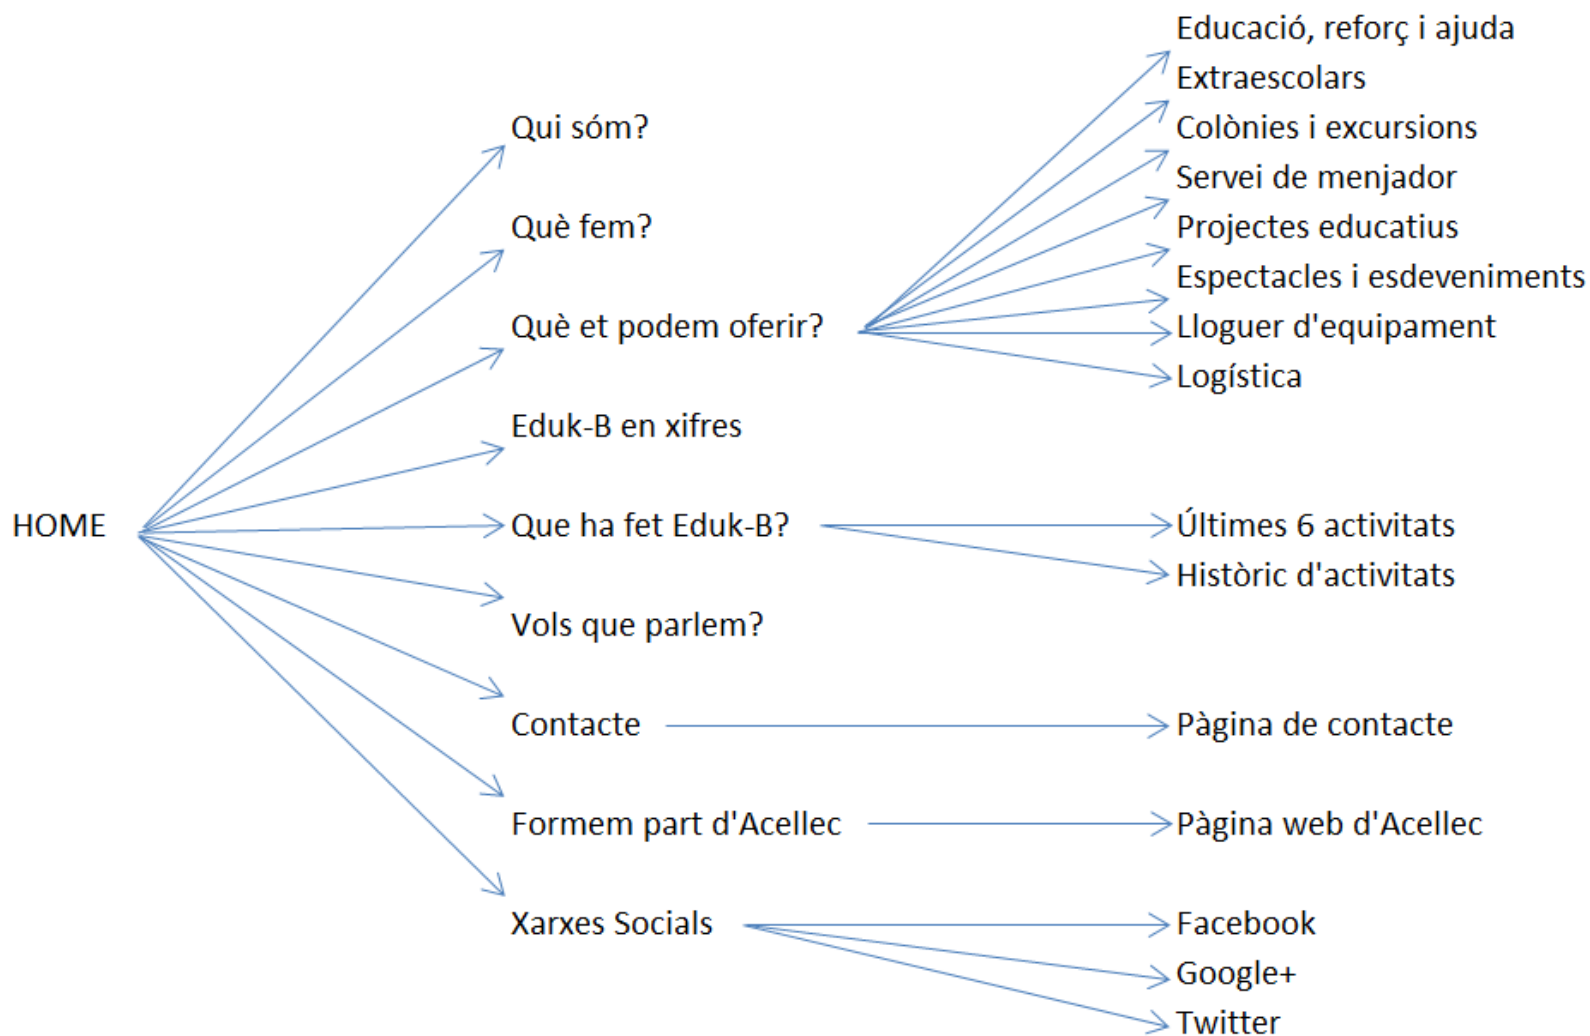 HOME
Qui sóm?
Què fem?
Què et podem oferir?
Eduk-B en xifres
Que ha fet Eduk-B?
Vols que parlem?
Contacte
Formem part d'Acellec
Xarxes Socials
Educació, reforç i ajuda
Extraescolars
Colònies i excursions
Servei de menjador
Projectes educatius
Espectacles i esdeveniments
Lloguer d'equipament
Logística
Últimes 6 activitats
Històric d'activitats
Pàgina de contacte
Pàgina web d'Acellec
Facebook
Google+
Twitter